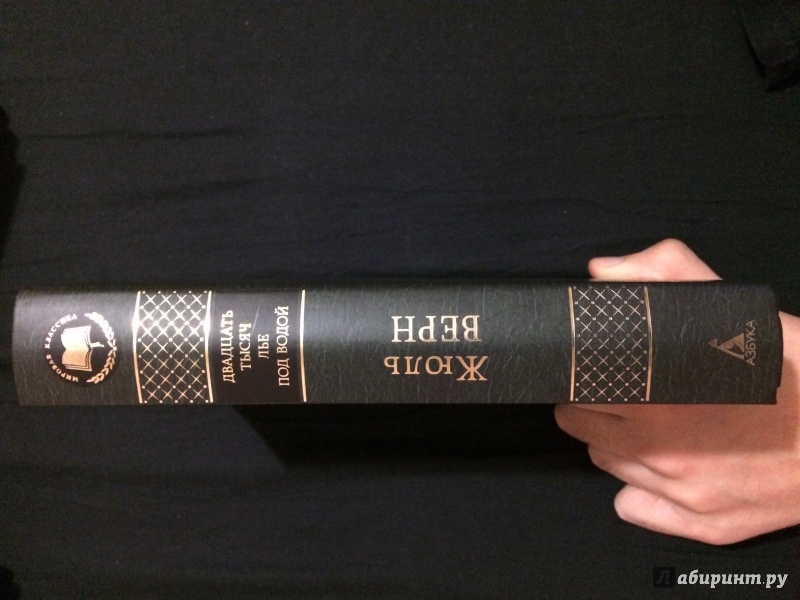 МИРОВАЯ КЛАССИКА
ДВАДЦАТЬ
ТЫСЯЧ
ЛЬЕ
ПОД ВОДОЙ
ЖЮЛЬ
ВЕРН
АЗБУКА
Лабиринт.ру